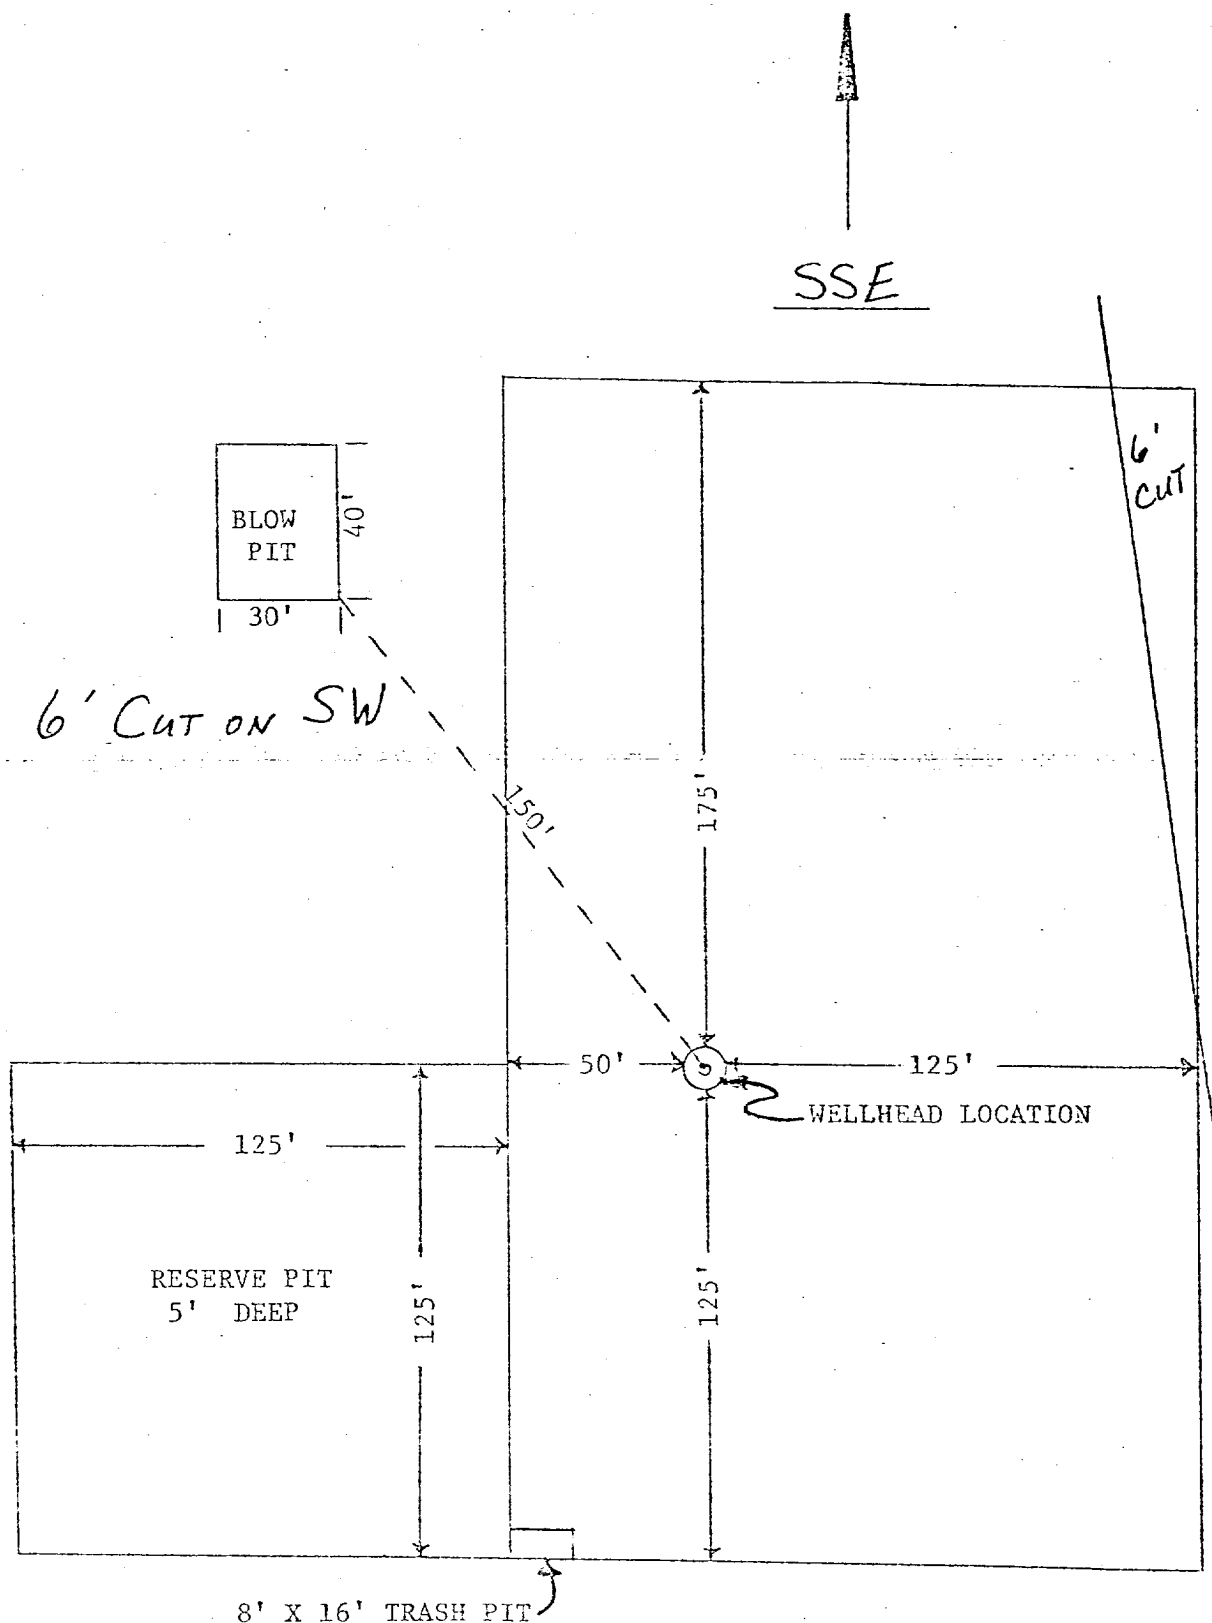 SSE
6'
CUT
BLOW
PIT
40'
30'
6' CUT ON SW
150'
175'
50'
125'
WELLHEAD LOCATION
125'
RESERVE PIT
5' DEEP
125'
125'
8' X 16' TRASH PIT